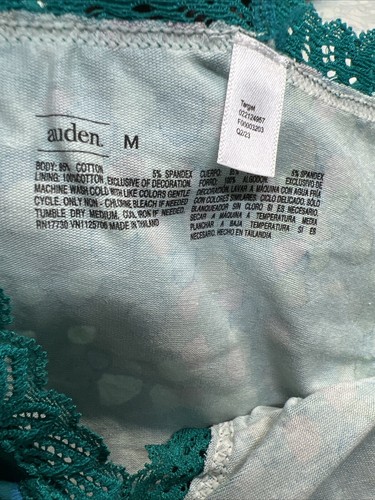 auden.
M
BODY: 95% COTTON 5% SPANDEX
LINING: 100% COTTON. EXCLUSIVE OF DECORATION.
MACHINE WASH COLD WITH LIKE COLORS GENTLE
CYCLE. ONLY NON - CHLORINE BLEACH IF NEEDED
TUMBLE DRY MEDIUM. COOL IRON IF NEEDED
RN17730 VN1125706 MADE IN THAILAND
CUERPO: 5% SPANDEX
FORRO: 100% EXCLUSIVO DE
DECORACIÓN. LAVAR A MÁQUINA CON AGUA FRÍA
CON COLORES SIMILARES. CICLO DELICADO. SÓLO
BLANQUEADOR SIN CLORO SI ES NECESARIO.
SECAR A MÁQUINA A TEMPERATURA MEDIA
PLANCHAR A BAJA TEMPERATURA SI ES
NECESARIO. HECHO EN TAILANDIA
Target
022124957
F00003203
Q2/23